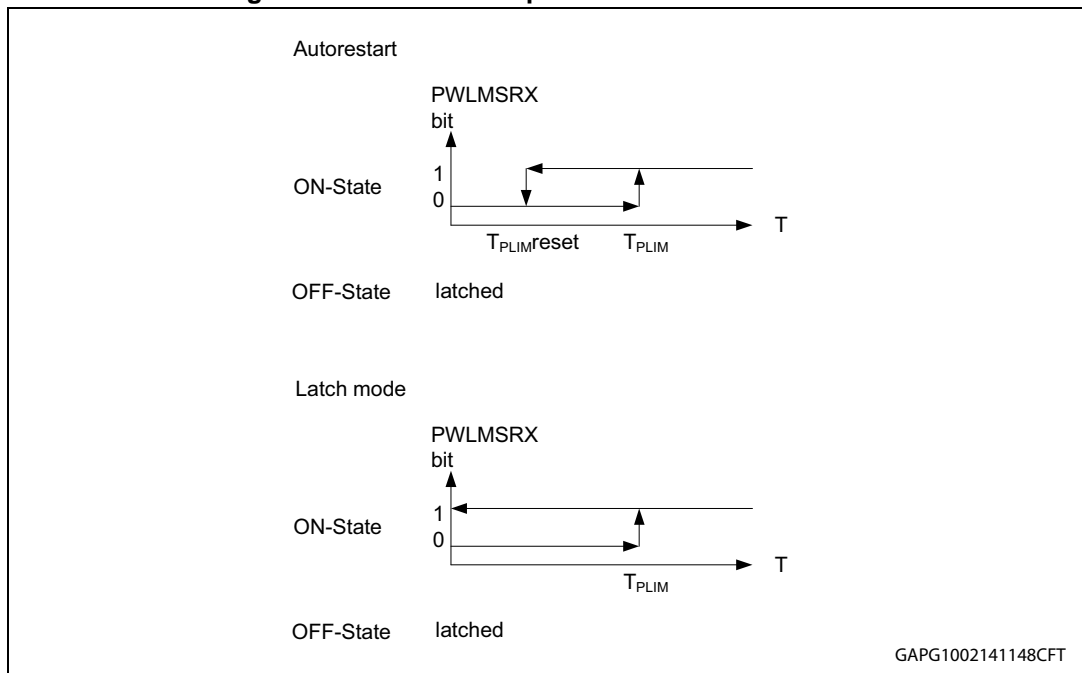 Autorestart
PWLMSRX
bit
1
ON-State
0
T
TPLIMreset TPLIM
OFF-State latched
Latch mode
PWLMSRX
bit
1
ON-State
0
T
TPLIM
OFF-State latched
GAPG1002141148CFT